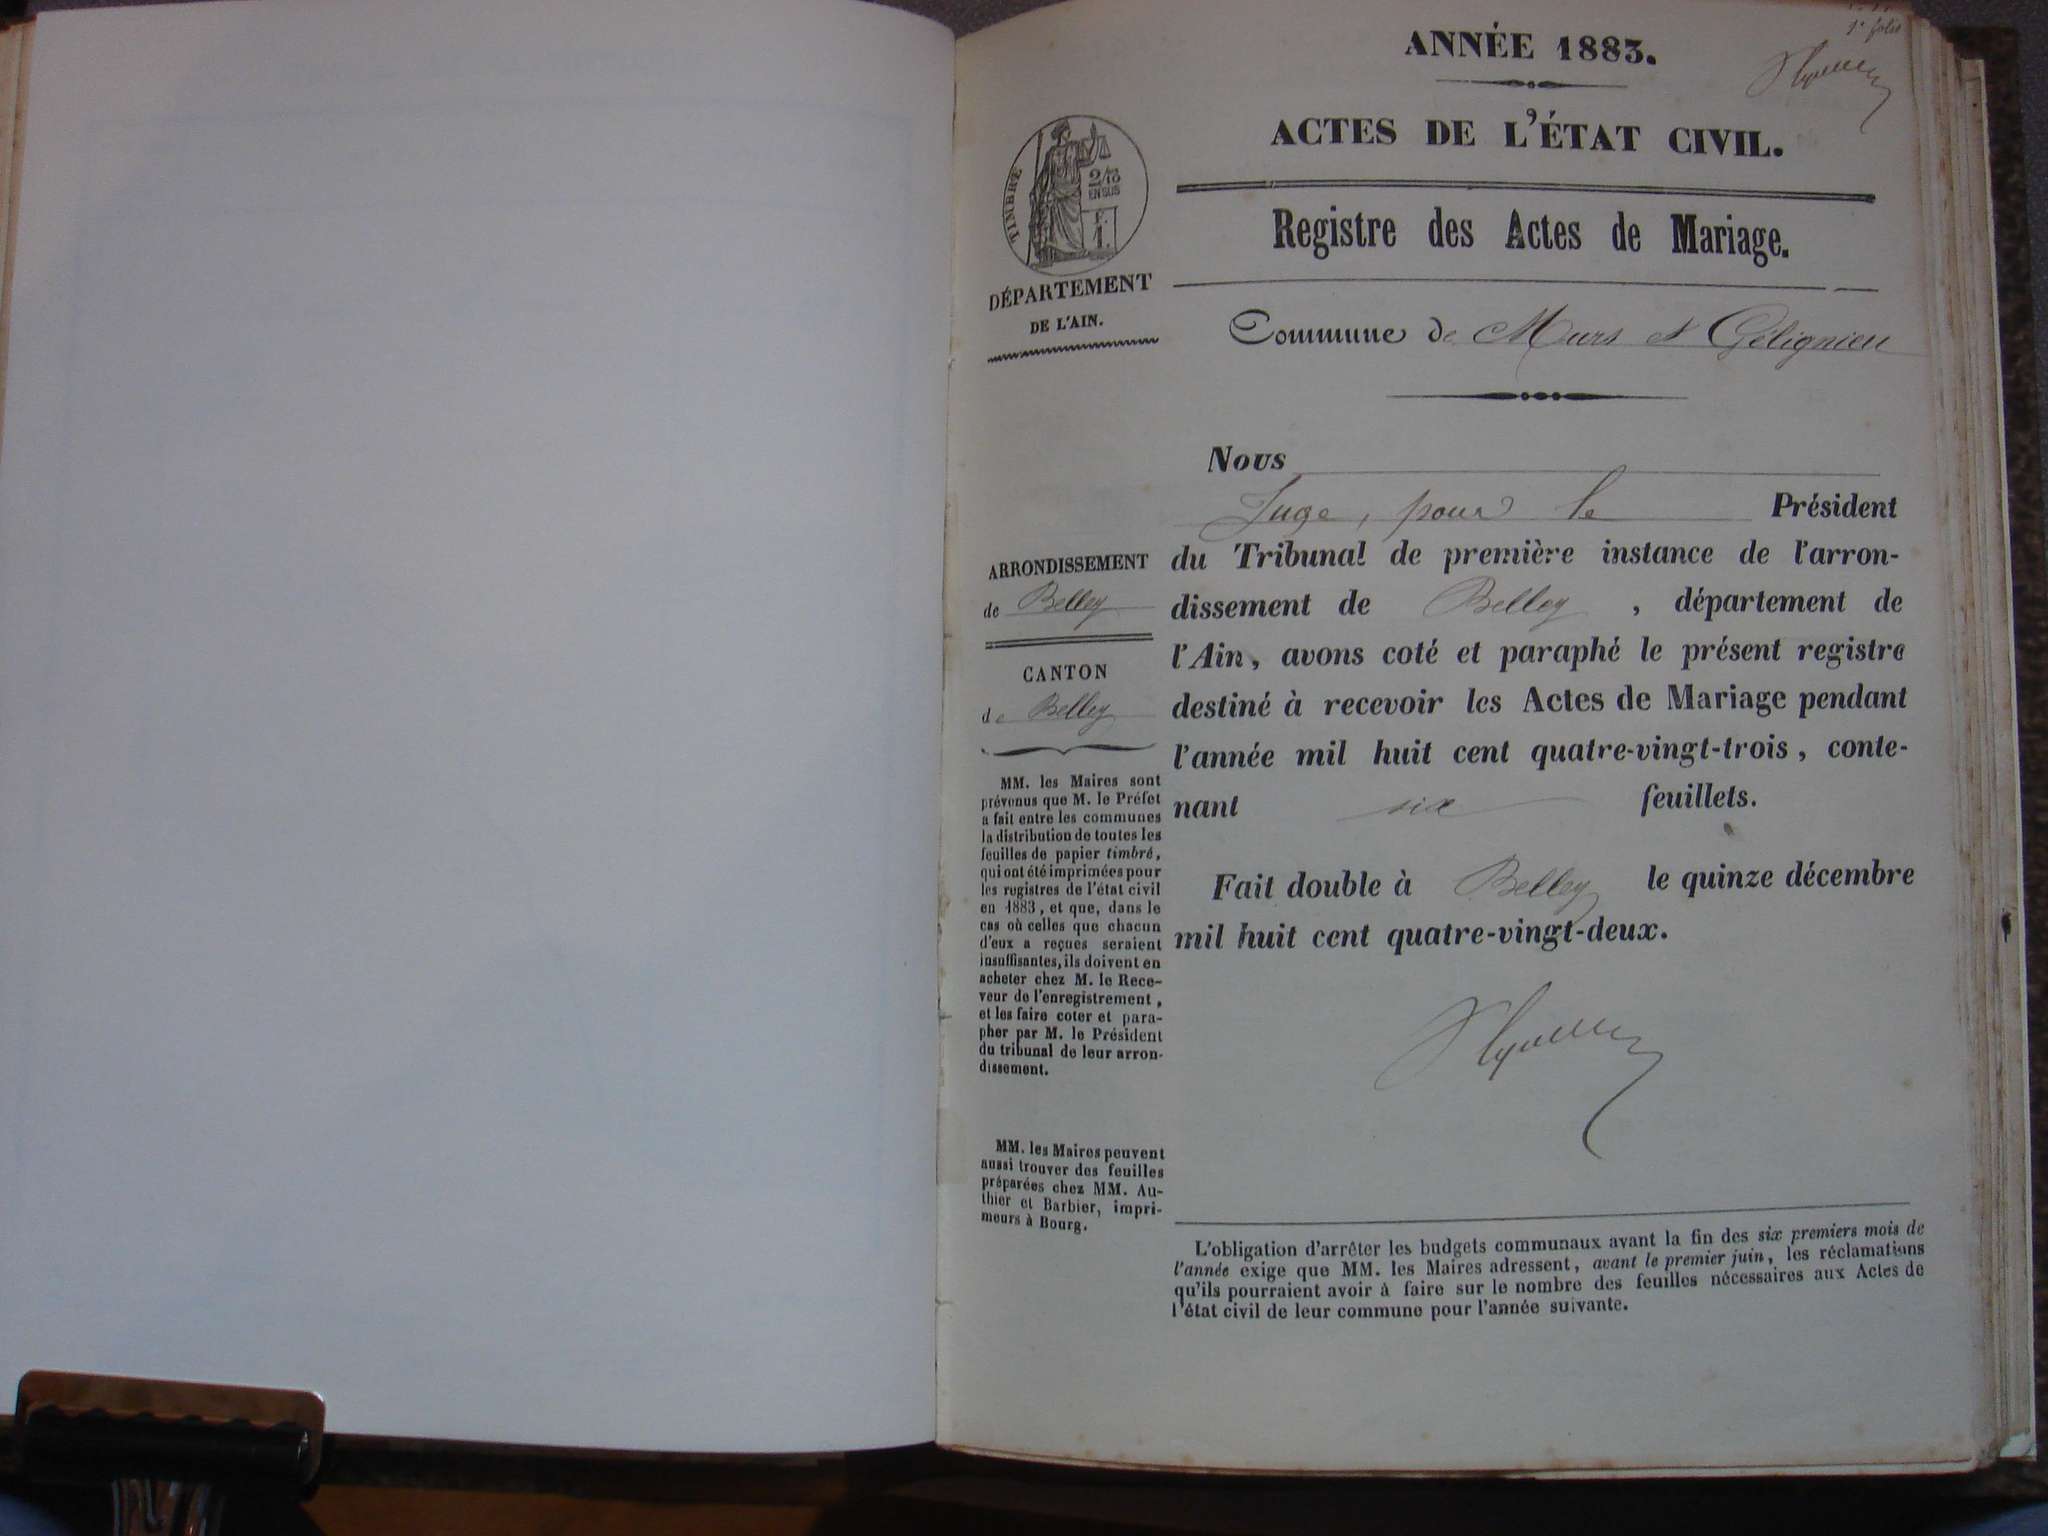 1er folio
ANNÉE 1883.
ACTES DE L'ÉTAT CIVIL.
TIMBRE
2/10
EN SUS
F.
1.
Registre des Actes de Mariage.
DÉPARTEMENT
DE L'AIN.
Commune de Murs et Gélignieu
Nous
Juge, pour le Président
du Tribunal de première instance de l'arron-
dissement de Belley, département de
l'Ain, avons coté et paraphé le présent registre
destiné à recevoir les Actes de Mariage pendant
l'année mil huit cent quatre-vingt-trois, conte-
nant six feuillets.
Fait double à Belley le quinze décembre
mil huit cent quatre-vingt-deux.
ARRONDISSEMENT
de Belley
CANTON
de Belley
MM. les Maires sont
prévenus que M. le Préfet
a fait entre les communes
la distribution de toutes les
feuilles de papier timbré,
qui ont été imprimées pour
les registres de l'état civil
en 1883, et que, dans le
cas où celles que chacun
d'eux a reçues seraient
insuffisantes, ils doivent en
acheter chez M. le Rece-
veur de l'enregistrement,
et les faire coter et para-
pher par M. le Président
du tribunal de leur arron-
dissement.
MM. les Maires peuvent
aussi trouver des feuilles
préparées chez MM. Au-
thier et Barbier, impri-
meurs à Bourg.
L'obligation d'arrêter les budgets communaux avant la fin des six premiers mois de
l'année exige que MM. les Maires adressent, avant le premier juin, les réclamations
qu'ils pourraient avoir à faire sur le nombre des feuilles nécessaires aux Actes de
l'état civil de leur commune pour l'année suivante.